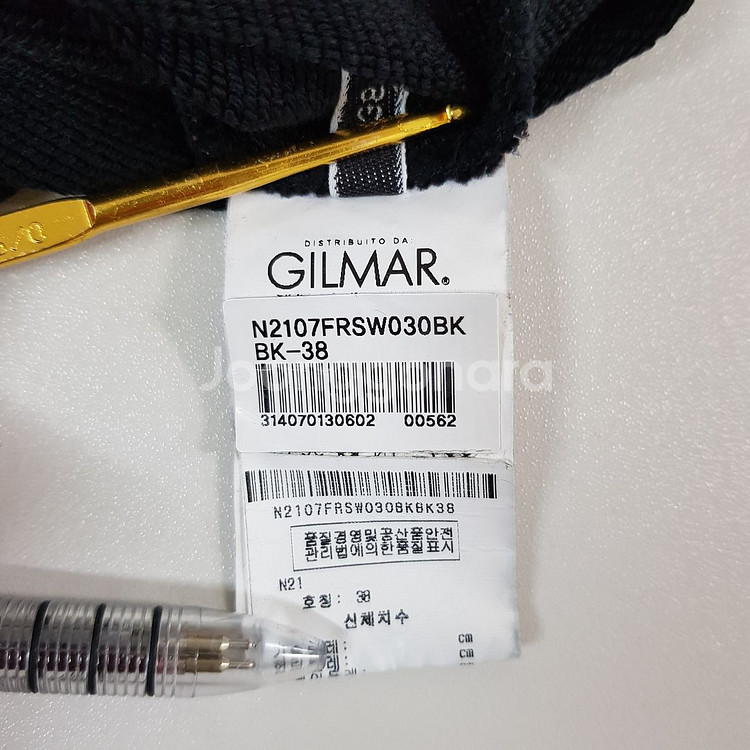 38
DISTRIBUITO DA:
GILMAR.
N2107FRSW030BK
BK-38
Joonggonara
314070130602 00562
N2107FRSW030BKBK38
품질경영및공산품안전
관리법에의한품질표시
N21
호칭: 38
신체치수
cm
cm